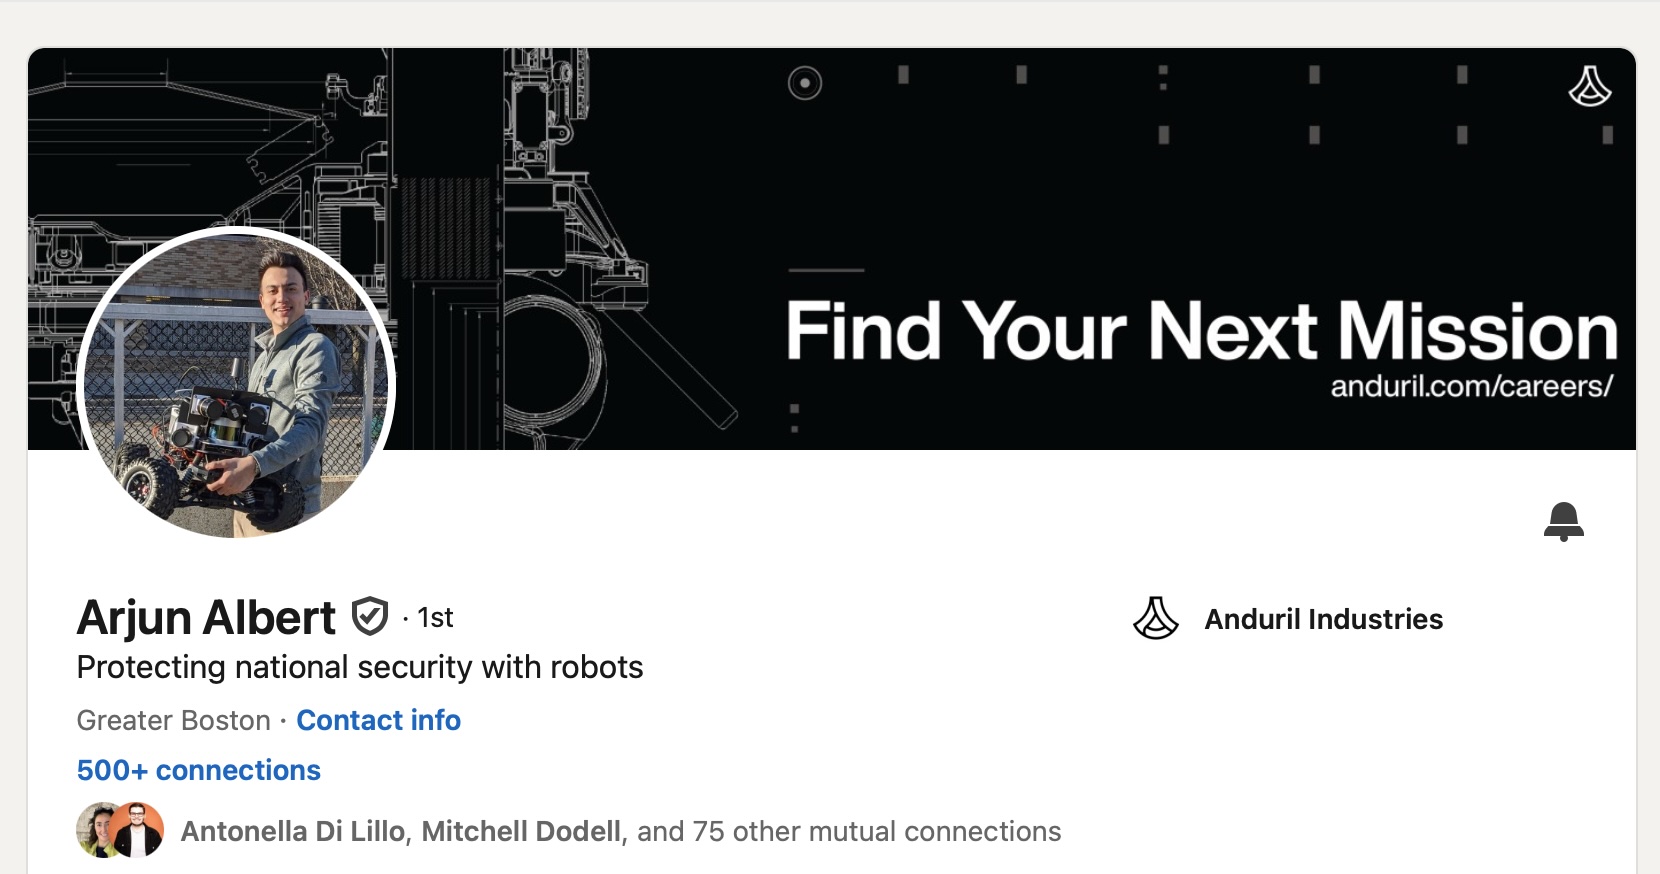 Find Your Next Mission
anduril.com/careers/
Arjun Albert · 1st
Anduril Industries
Protecting national security with robots
Greater Boston · Contact info
500+ connections
Antonella Di Lillo, Mitchell Dodell, and 75 other mutual connections